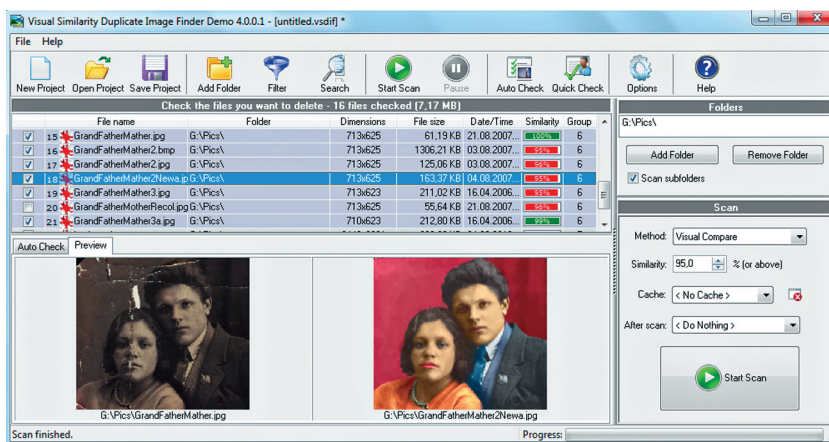 Visual Similarity Duplicate Image Finder Demo 4.0.0.1 - [untitled.vsdif] *
File Help
New Project Open Project Save Project Add Folder Filter Search Start Scan Pause Auto Check Quick Check Options Help
Check the files you want to delete - 16 files checked (7,17 MB)
File name Folder Dimensions File size Date/Time Similarity Group
15 GrandFatherMather.jpg G:\Pics\ 713x625 61,19 KB 21.08.2007... 100% 6
16 GrandFatherMather2.bmp G:\Pics\ 713x625 1306,21 KB 03.08.2007... 95% 6
17 GrandFatherMather2.jpg G:\Pics\ 713x625 125,06 KB 03.08.2007... 96% 6
18 GrandFatherMather2Newa.jp G:\Pics\ 713x625 163,37 KB 04.08.2007... 95% 6
19 GrandFatherMather3.jpg G:\Pics\ 713x625 211,02 KB 16.04.2006... 95% 6
20 GrandFatherMotherRecol.jpg G:\Pics\ 713x625 55,64 KB 21.08.2007... 96% 6
21 GrandFatherMather3a.jpg G:\Pics\ 710x623 212,80 KB 16.04.2006... 99% 6
Auto Check Preview
G:\Pics\GrandFatherMather.jpg
G:\Pics\GrandFatherMather2Newa.jpg
Folders
G:\Pics\
Add Folder Remove Folder
Scan subfolders
Scan
Method: Visual Compare
Similarity: 95,0 % (or above)
Cache: < No Cache >
After scan: < Do Nothing >
Start Scan
Scan finished. Progress: